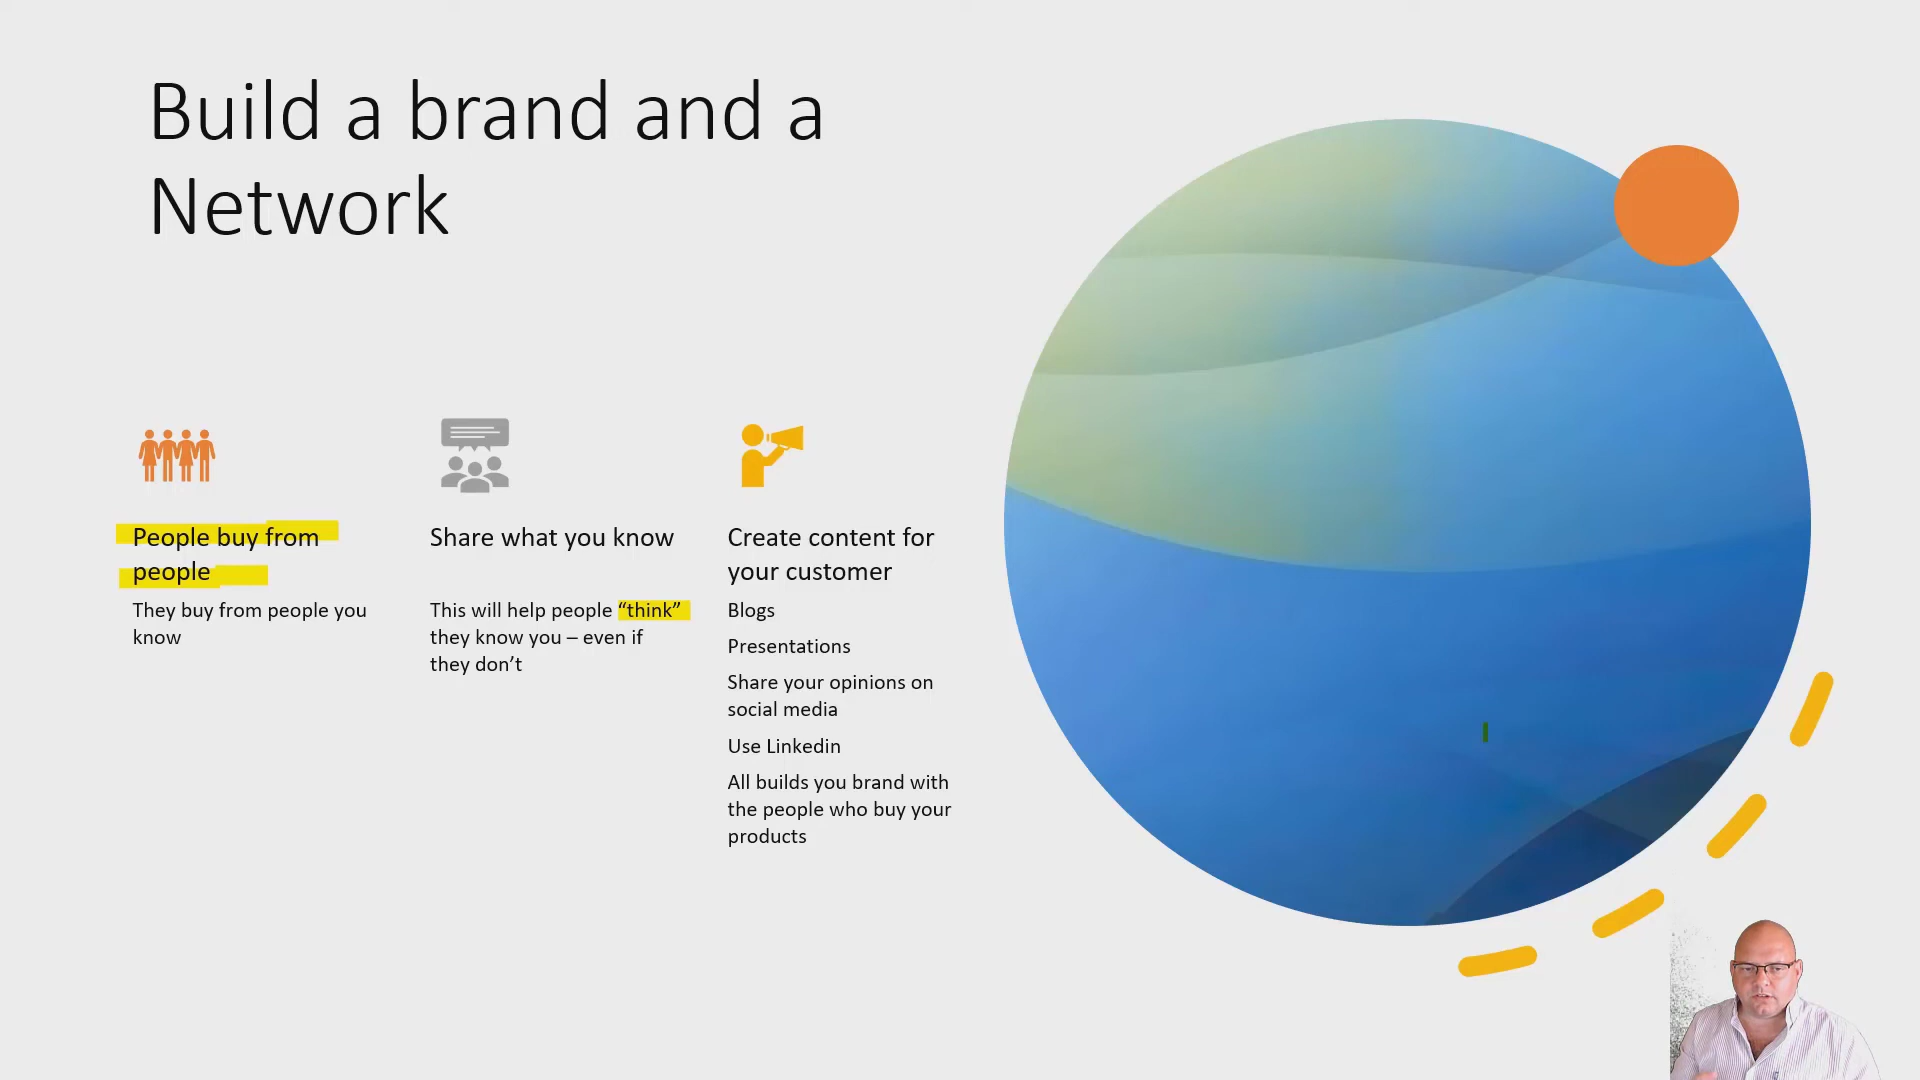 Build a brand and a
Network
People buy from
people
They buy from people you
know
Share what you know
This will help people “think”
they know you – even if
they don’t
Create content for
your customer
Blogs
Presentations
Share your opinions on
social media
Use Linkedin
All builds you brand with
the people who buy your
products